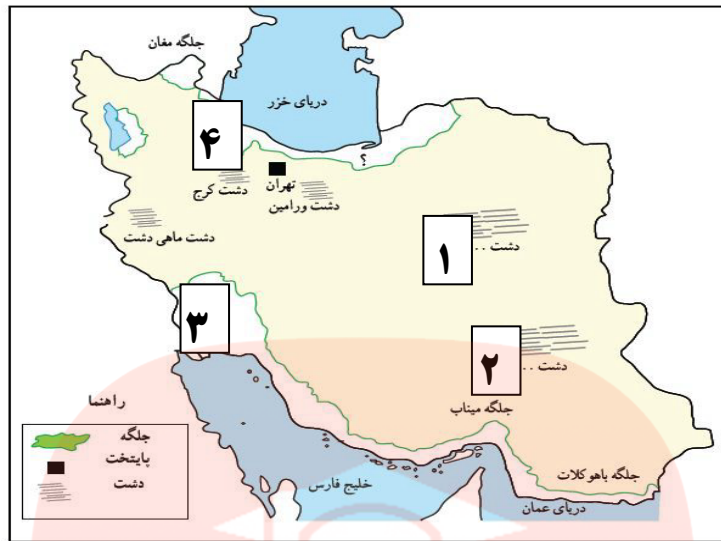 جلگه مغان
دریای خزر
۴
؟
تهران
دشت کرج
دشت ورامین
دشت ماهی دشت
۱
دشت . .
۳
۲
دشت . .
جلگه میناب
راهنما
جلگه
پایتخت
دشت
جلگه باهوکلات
خلیج فارس
دریای عمان